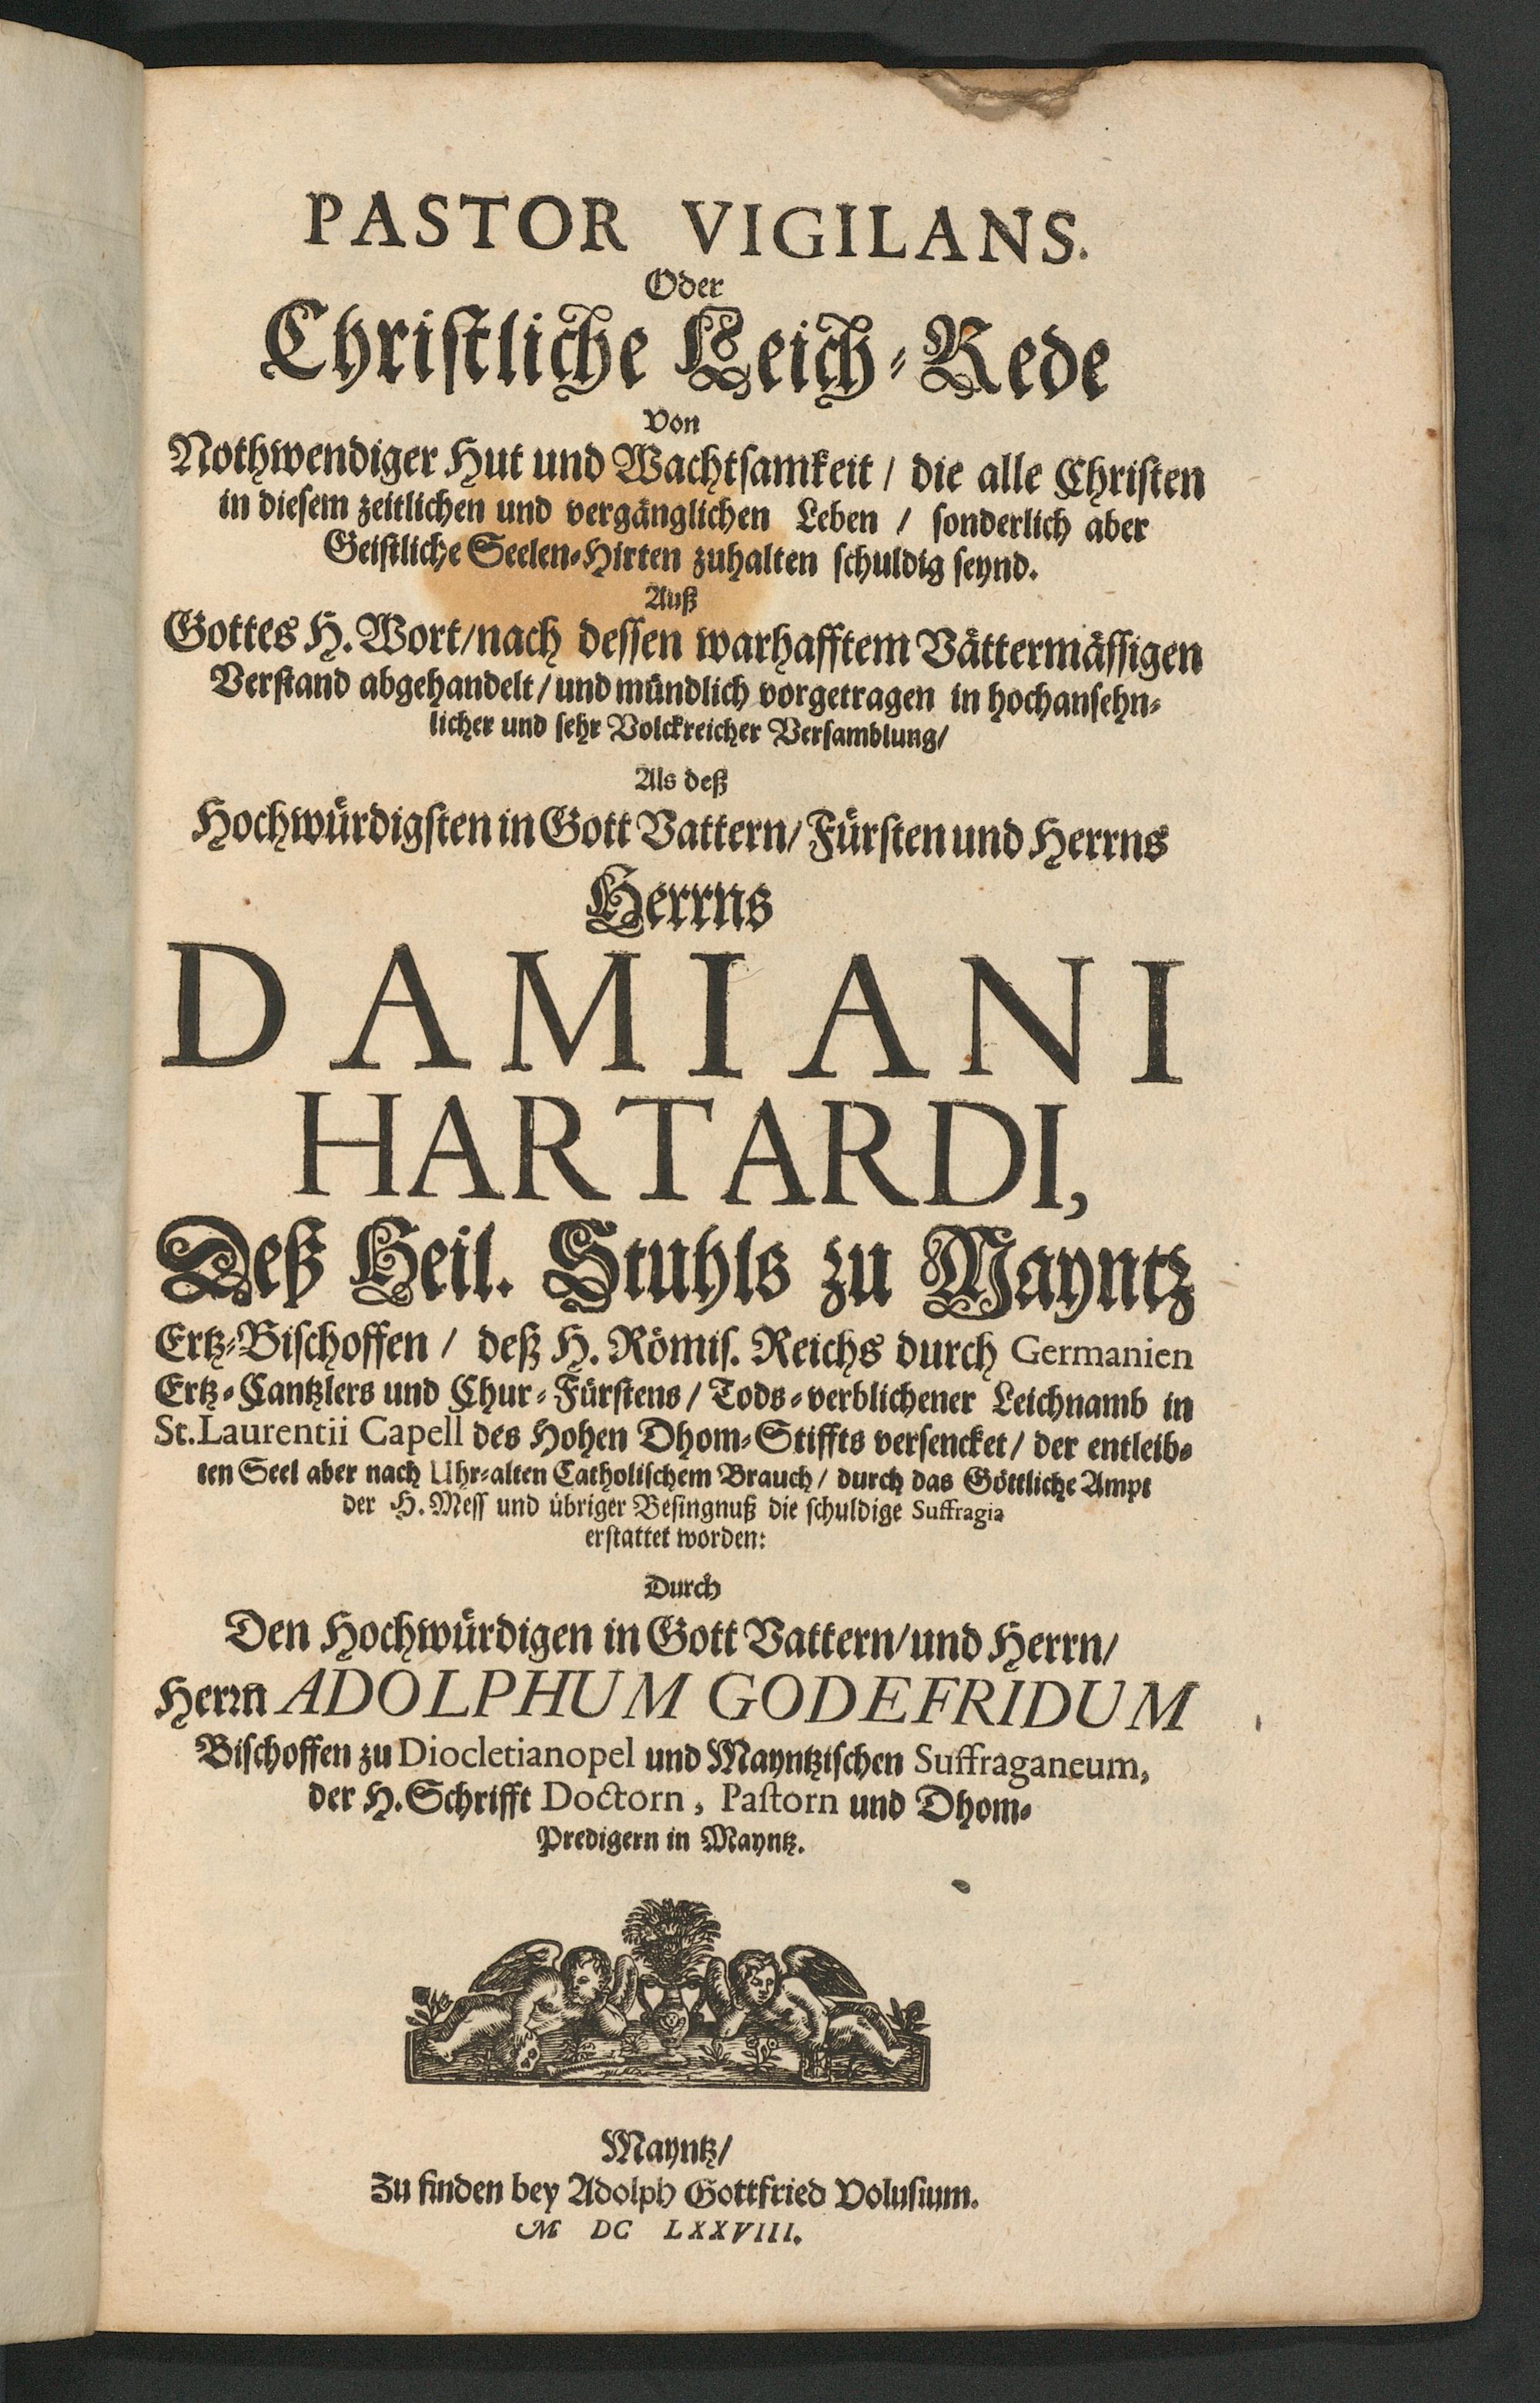 PASTOR VIGILANS.
Oder
Christliche Leich-Rede
Von
Nothwendiger Hut und Wachtsamkeit / die alle Christen
in diesem zeitlichen und vergänglichen Leben / sonderlich aber
Geistliche Seelen-Hirten zuhalten schuldig seynd.
Auß
Gottes H. Wort/nach dessen warhafftem Vättermässigen
Verstand abgehandelt / und mündlich vorgetragen in hochansehn-
licher und sehr Volckreicher Versamblung/
Als deß
Hochwürdigsten in Gott Vattern/ Fürsten und Herrns
Herrns
DAMIANI
HARTARDI,
Deß Heil. Stuhls zu Mayntz
Ertz-Bischoffen / deß H. Römis. Reichs durch Germanien
Ertz-Cantzlers und Chur-Fürstens / Tods-verblichener Leichnamb in
St. Laurentii Capell des Hohen Dhom-Stiffts versencket / der entleib-
ten Seel aber nach Uhr-alten Catholischem Brauch / durch das Göttliche Ampt
der H. Mess und übriger Besingnuß die schuldige Suffragia
erstattet worden:
Durch
Den Hochwürdigen in Gott Vattern/und Herrn/
Herrn ADOLPHUM GODEFRIDUM
Bischoffen zu Diocletianopel und Mayntzischen Suffraganeum,
der H. Schrifft Doctorn, Pastorn und Dhom-
Predigern in Mayntz.
Mayntz/
Zu finden bey Adolph Gottfried Volusium.
M DC LXXVIII.